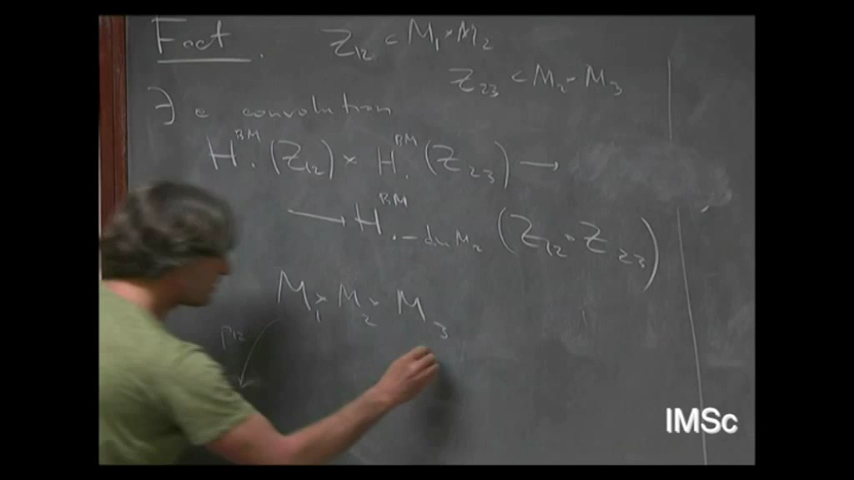 Fact. Z₁₂ ⊂ M₁ × M₂
Z₂₃ ⊂ M₂ × M₃
∃ a convolution
H.^BM (Z₁₂) × H.^BM (Z₂₃) →
→ H^BM_{. - dim M₂} (Z₁₂ ∘ Z₂₃)
M₁ × M₂ × M₃
p₁₂
IMSc